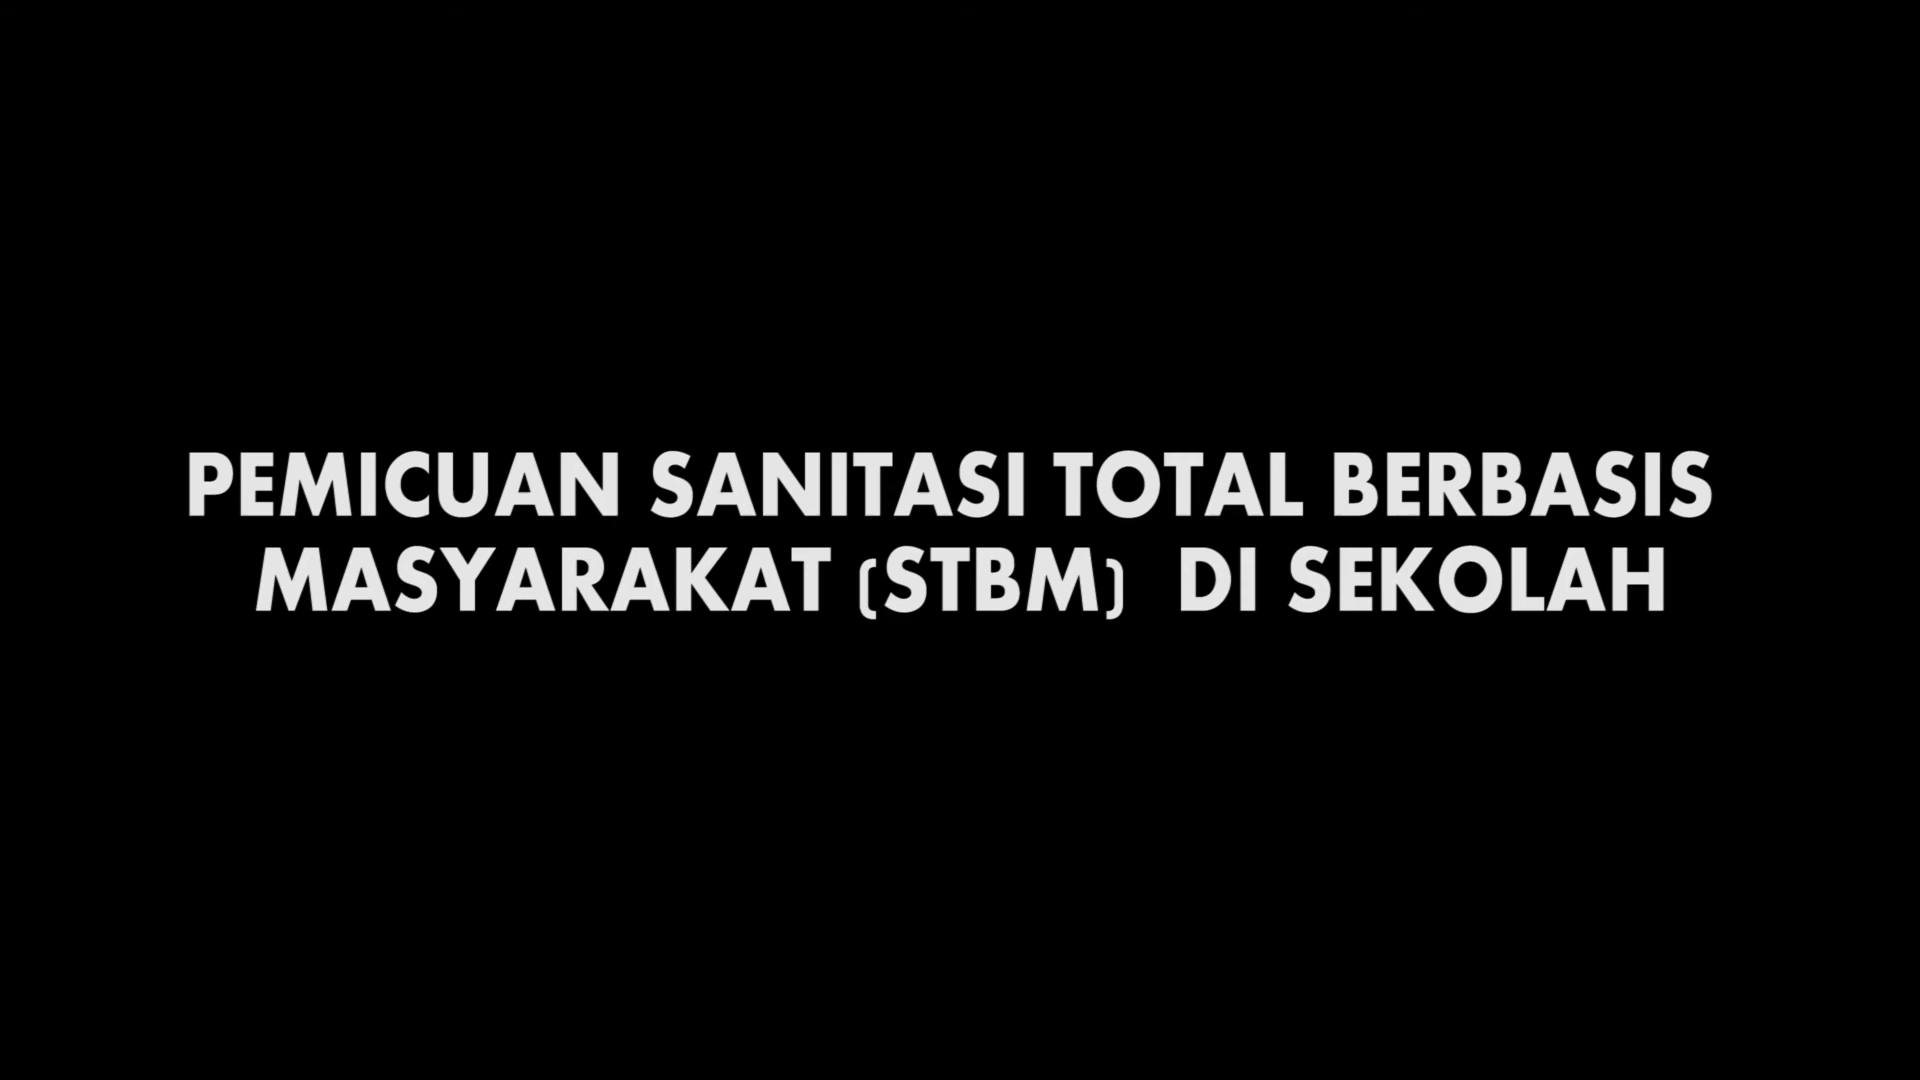 PEMICUAN SANITASI TOTAL BERBASIS
MASYARAKAT (STBM)  DI SEKOLAH